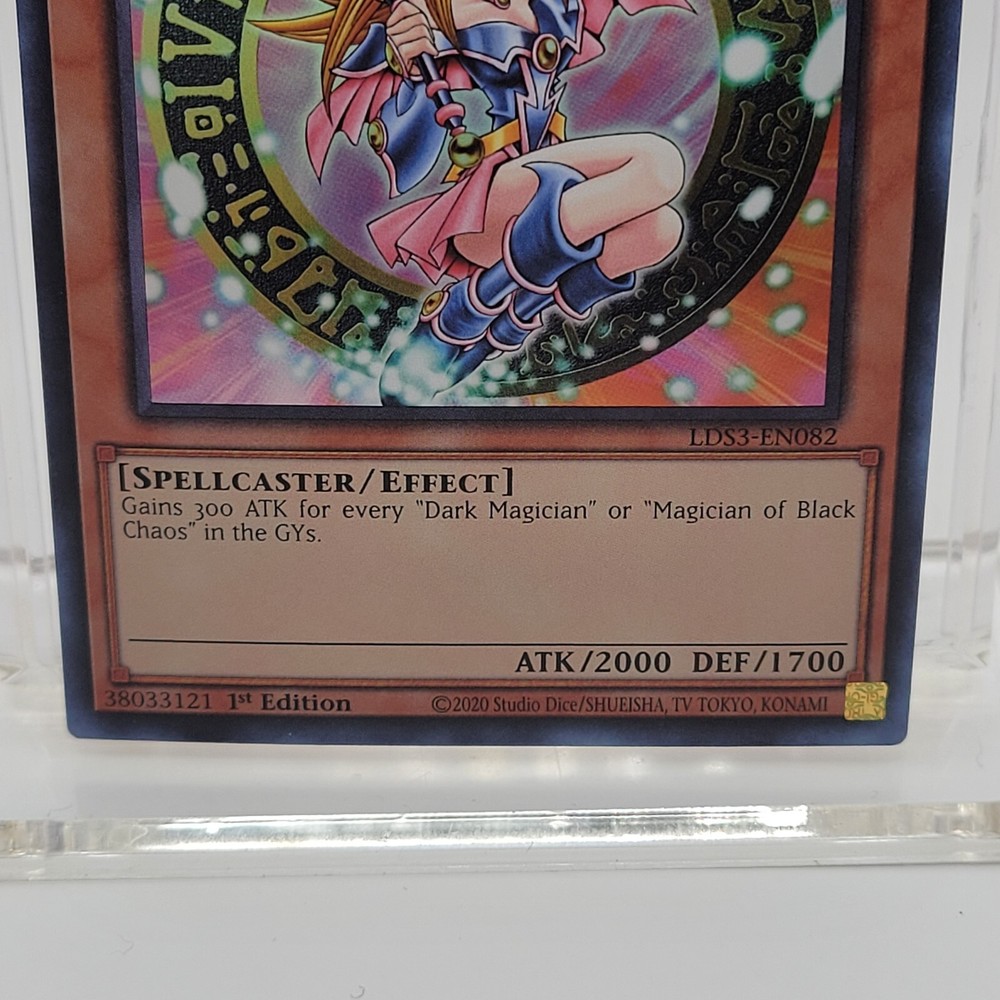 LDS3-EN082
[SPELLCASTER/EFFECT]
Gains 300 ATK for every "Dark Magician" or "Magician of Black
Chaos" in the GYs.
ATK/2000 DEF/1700
38033121 1st Edition ©2020 Studio Dice/SHUEISHA, TV TOKYO, KONAMI